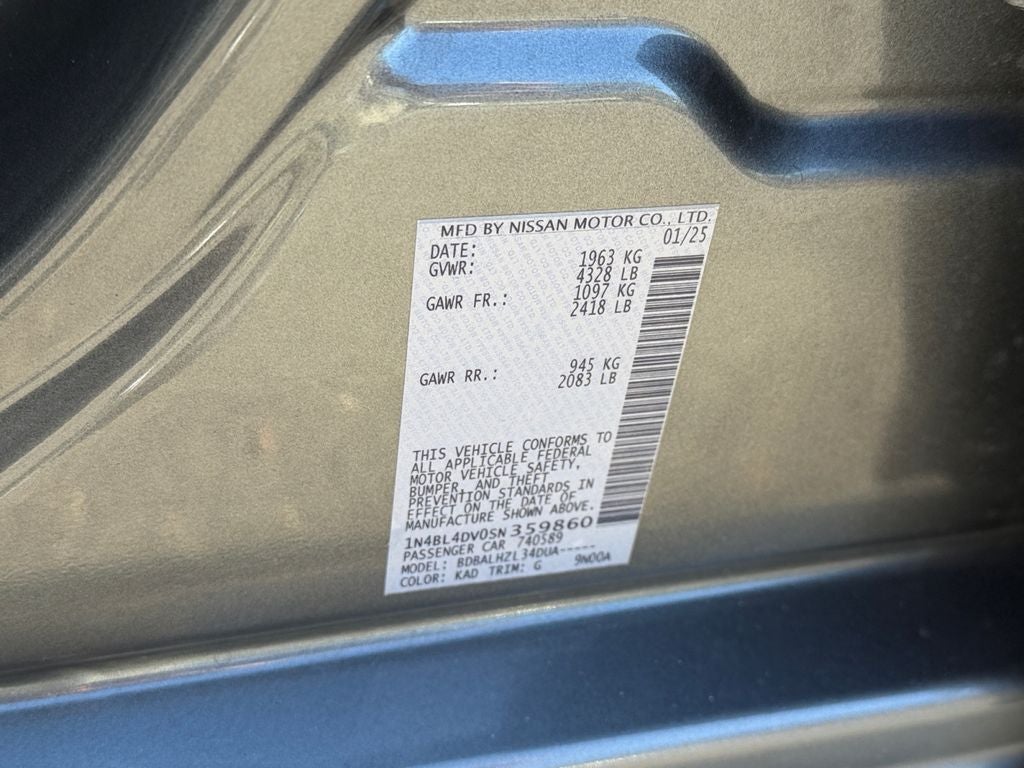 MFD BY NISSAN MOTOR CO., LTD.
DATE: 01/25
GVWR: 1963 KG
4328 LB
GAWR FR.: 1097 KG
2418 LB
GAWR RR.: 945 KG
2083 LB
THIS VEHICLE CONFORMS TO
ALL APPLICABLE FEDERAL
MOTOR VEHICLE SAFETY,
BUMPER, AND THEFT
PREVENTION STANDARDS IN
EFFECT ON THE DATE OF
MANUFACTURE SHOWN ABOVE.
1N4BL4DV0SN359860
PASSENGER CAR 740589
MODEL: BDBALHZL34DUA-----
COLOR: KAD TRIM: G 9N00A